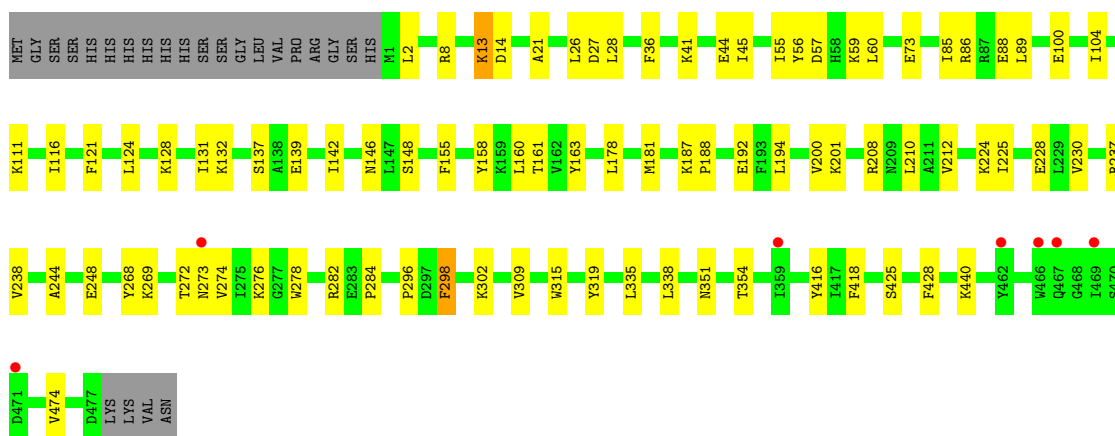 MET GLY SER SER HIS HIS HIS HIS HIS HIS SER SER GLY LEU VAL PRO ARG GLY SER HIS M1 L2 R8 K13 D14 A21 L26 D27 L28 F36 K41 E44 I45 I55 Y56 D57 H58 K59 L60 E73 I85 R86 R87 E88 L89 E100 I104
K111 I116 F121 L124 K128 I131 K132 S137 A138 E139 I142 N146 L147 S148 F155 Y158 K159 L160 T161 V162 Y163 L178 M181 K187 P188 E192 F193 L194 V200 K201 R208 N209 L210 A211 V212 K224 I225 E228 L229 V230
V238 A244 E248 Y268 K269 T272 N273 V274 I275 K276 G277 W278 R282 E283 P284 P296 D297 F298 K302 V309 W315 Y319 L335 L338 N351 T354 I359 Y416 I417 F418 S425 F428 K440 Y462 W466 Q467 G468 I469
D471 V474 D477 LYS LYS VAL ASN